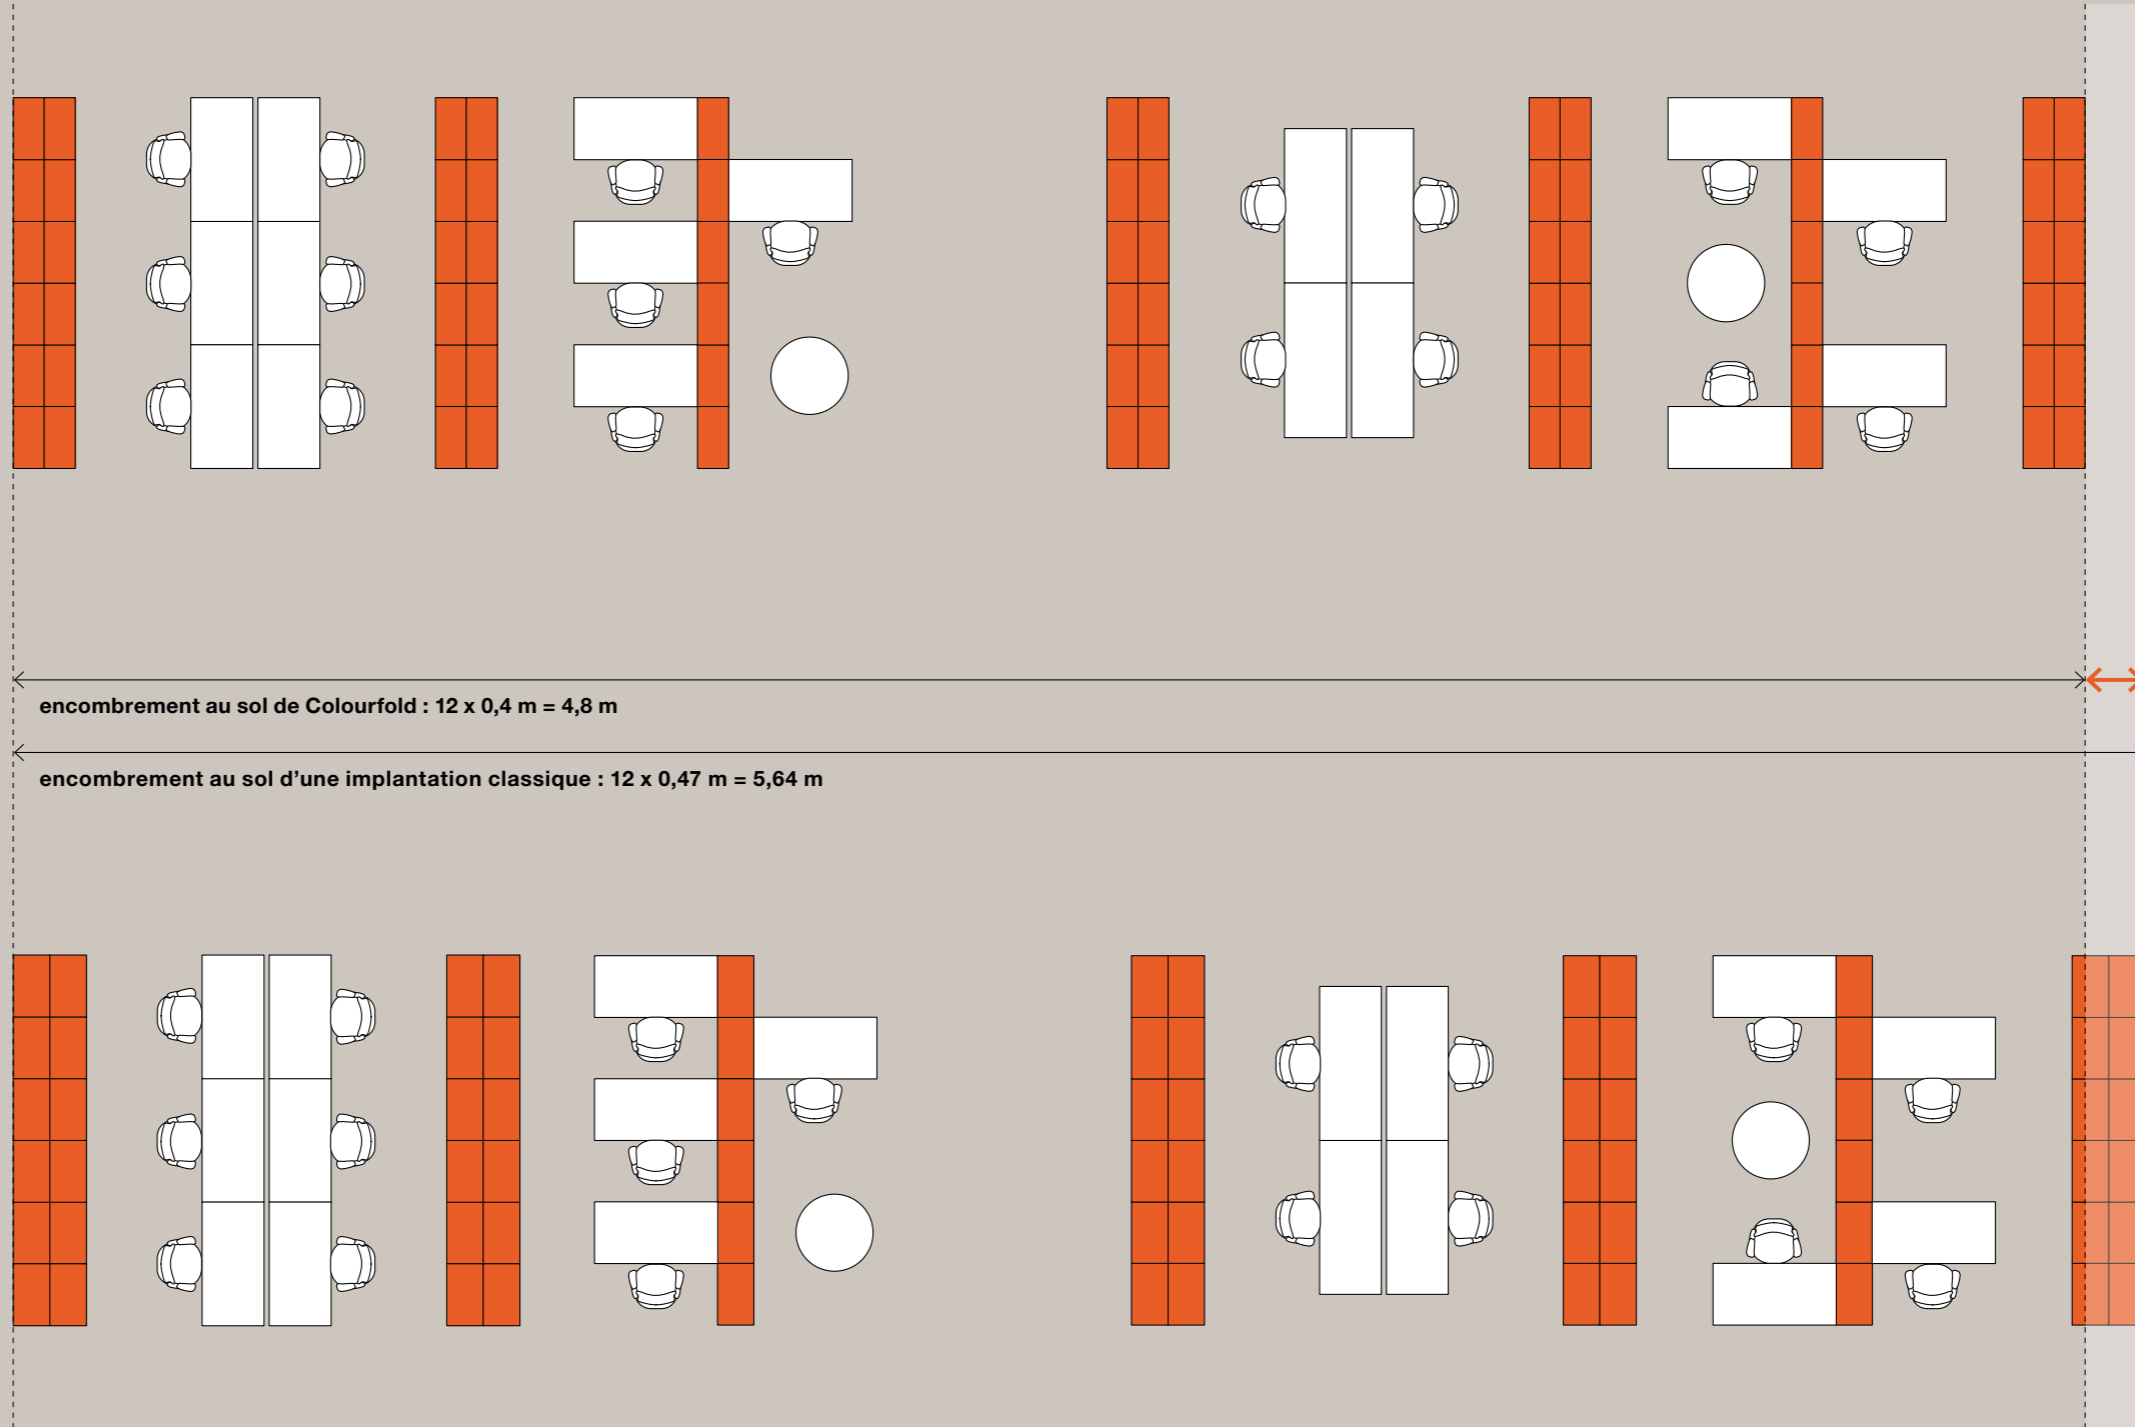 encombrement au sol de Colourfold : 12 x 0,4 m = 4,8 m
encombrement au sol d’une implantation classique : 12 x 0,47 m = 5,64 m